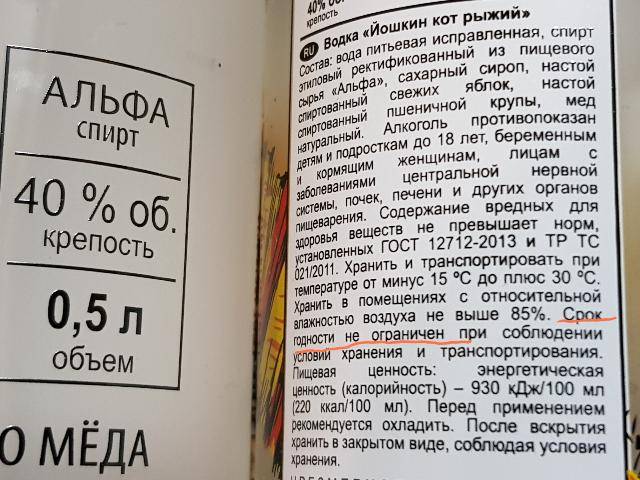 АЛЬФА
спирт
40 % об.
крепость
0,5 л
объем
О МЁДА
40% об.
крепость
RU Водка «Йошкин кот рыжий»
Состав: вода питьевая исправленная, спирт
этиловый ректификованный из пищевого
сырья «Альфа», сахарный сироп, настой
спиртованный свежих яблок, настой
спиртованный пшеничной крупы, мед
натуральный. Алкоголь противопоказан
детям и подросткам до 18 лет, беременным
и кормящим женщинам, лицам с
заболеваниями центральной нервной
системы, почек, печени и других органов
пищеварения. Содержание вредных для
здоровья веществ не превышает норм,
установленных ГОСТ 12712-2013 и ТР ТС
021/2011. Хранить и транспортировать при
температуре от минус 15 ºС до плюс 30 ºС.
Хранить в помещениях с относительной
влажностью воздуха не выше 85%. Срок
годности не ограничен при соблюдении
условий хранения и транспортирования.
Пищевая ценность: энергетическая
ценность (калорийность) – 930 кДж/100 мл
(220 ккал/100 мл). Перед применением
рекомендуется охладить. После вскрытия
хранить в закрытом виде, соблюдая условия
хранения.